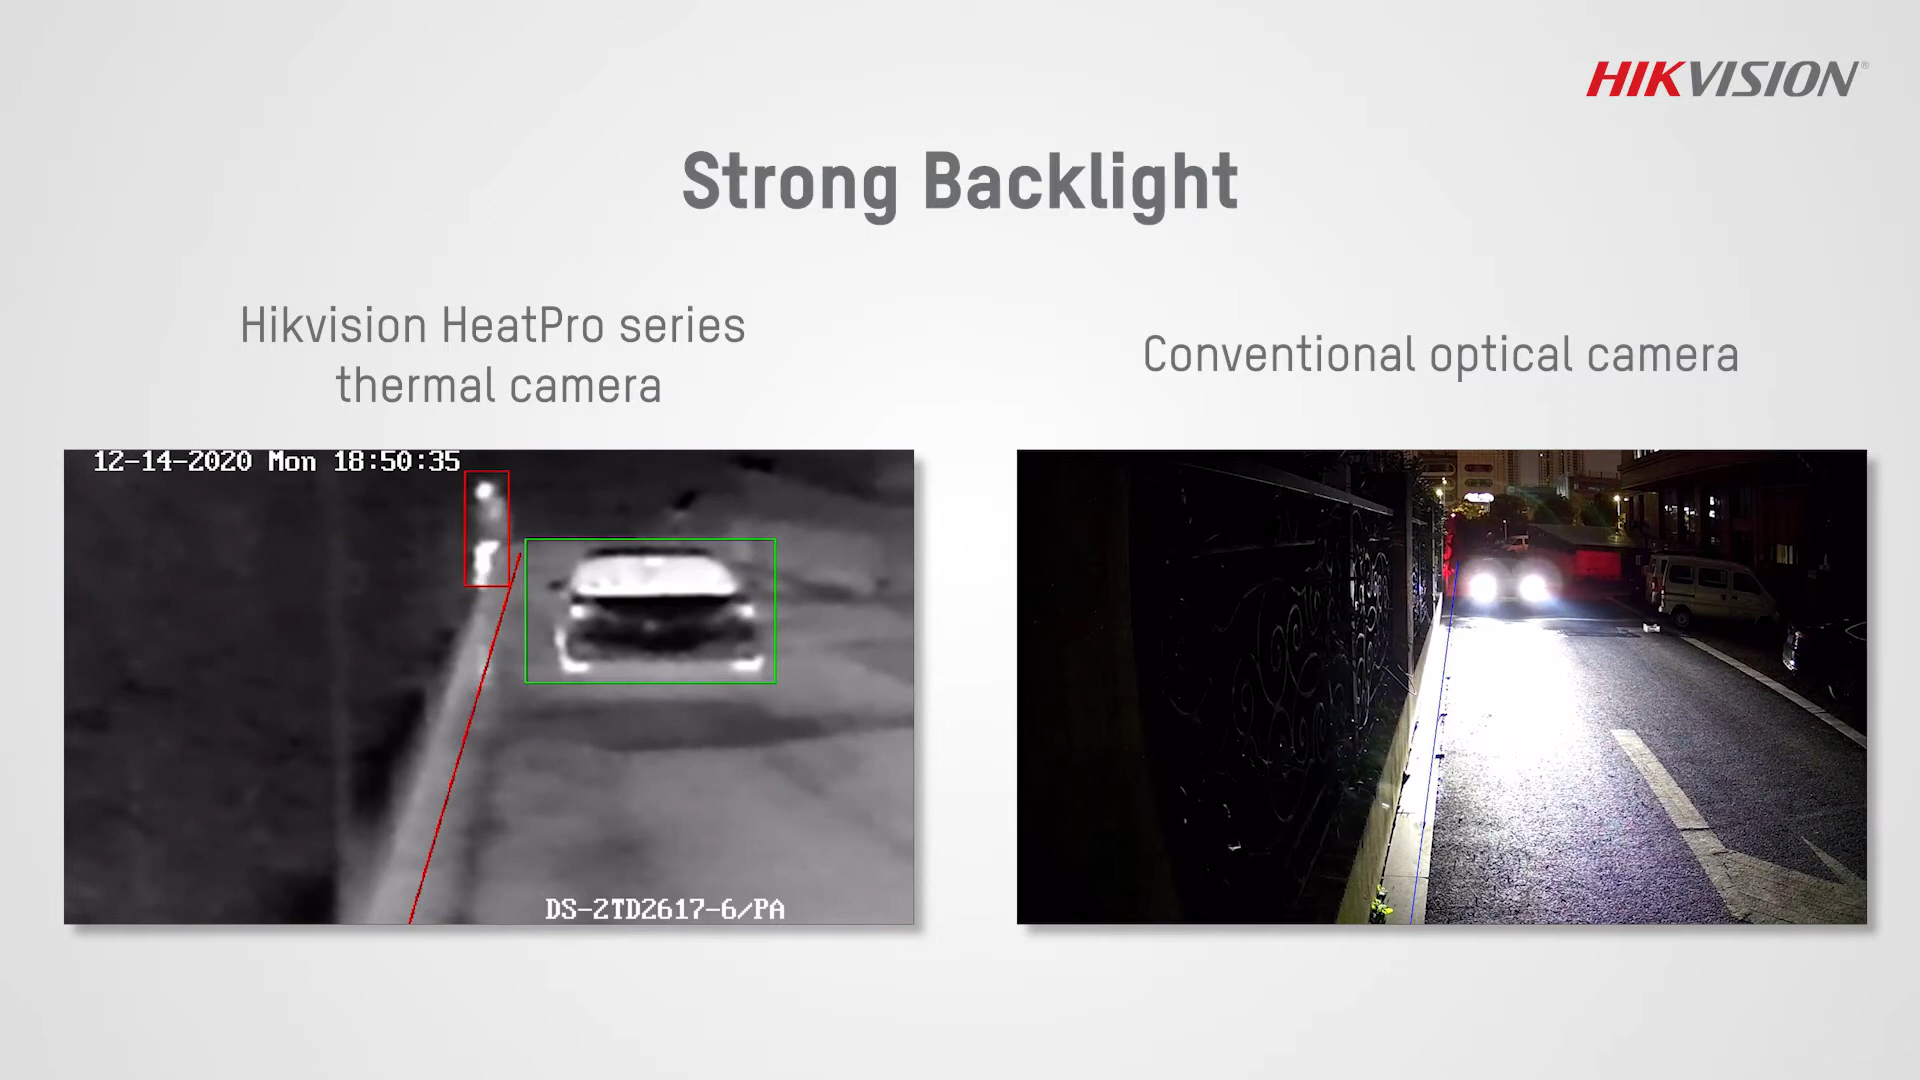 HIKVISION®
Strong Backlight
Hikvision HeatPro series
thermal camera
Conventional optical camera
12-14-2020 Mon 18:50:35
DS-2TD2617-6/PA